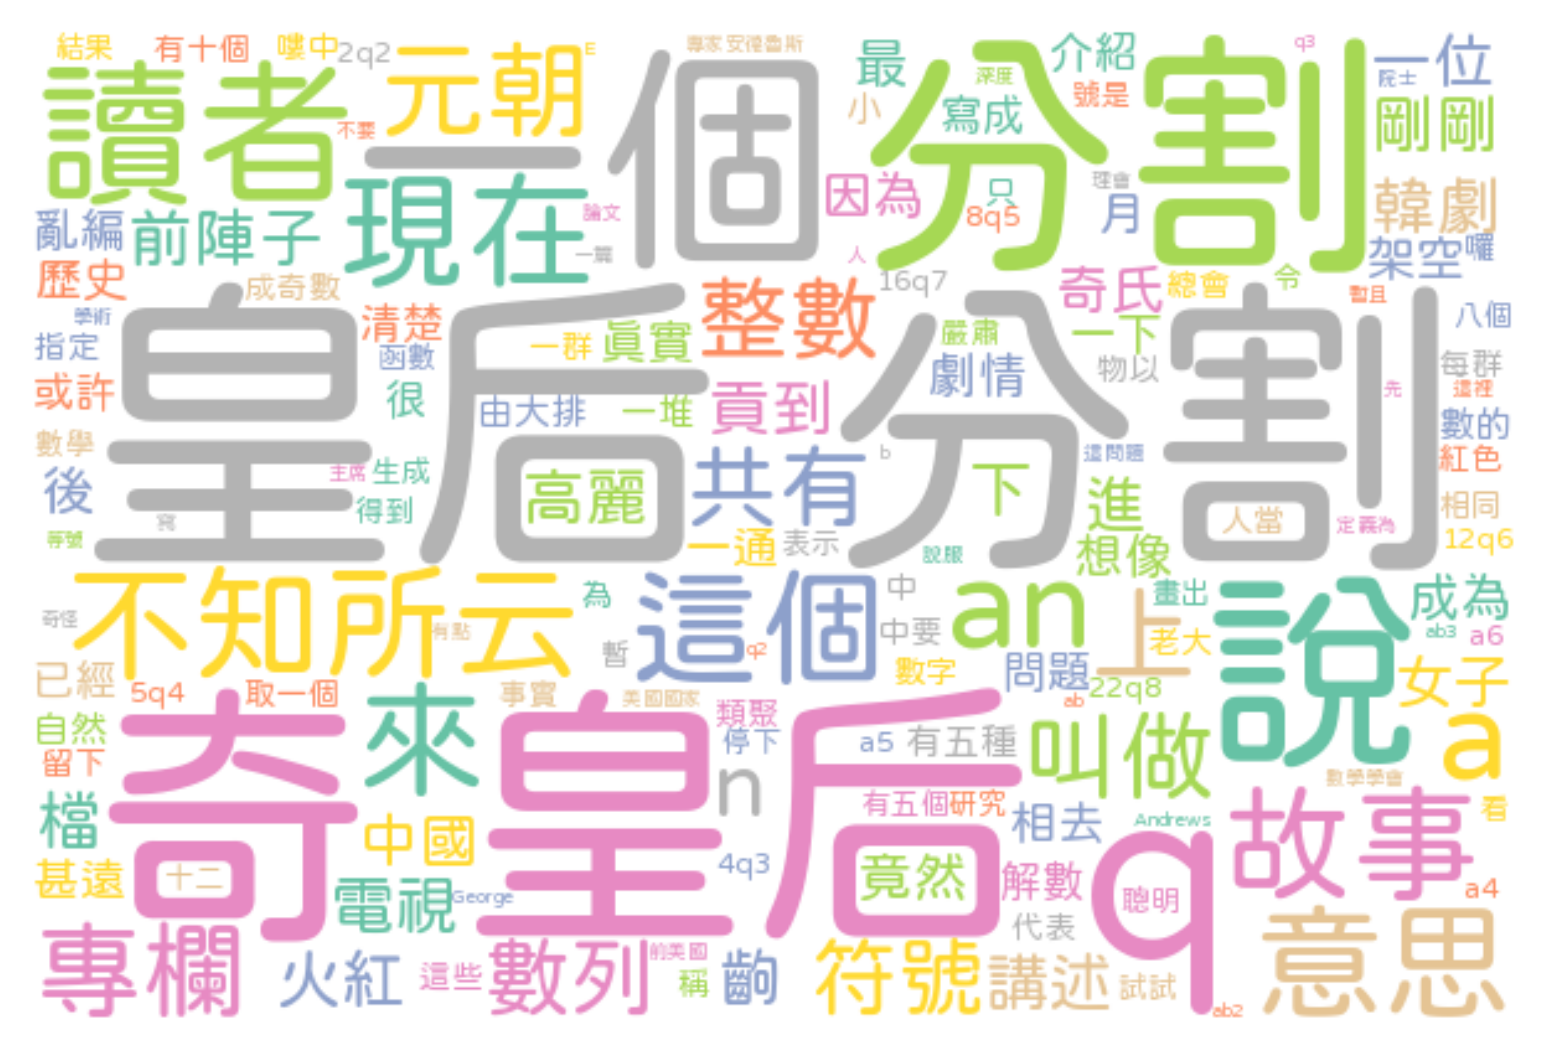 結果 有十個 嘍中 2q2 元朝 E 專家 安德魯斯 最 深度 介紹 q3 一位
讀者 不要 一 個 小 寫成 分割 號是 院士 剛剛
亂編 前陣子 現在 論文 一篇 因為 只 8q5 理會 月 韓劇
歷史 成奇數 人 16q7 奇氏 總會 令 架空 囉
學術 清楚 整數 嚴肅 一下 暫且 八個
指定 皇后 函數 一群 真實 劇情 物以 分割 每群
或許 很 由大排 一堆 貢到 先 這裡
數學 主席 生成 共有 b 這問題 數的
後 得到 高麗 下 進 紅色
等號 寫 一通 表示 說服 想像 人當 定義為 相同 12q6
不知所云 為 這個 中 an 畫出 說 成為
奇怪 有點 暫 q2 中要 上 老大 ab3 a6
已經 5q4 取一個 事實 美國國家 數字 問題 22q8 女子
自然 來 類聚 ab
留下 奇 皇后 停下 a5 有五種 叫做 a
檔 n 有五個 研究 相去 Andrews 數學學會 故事 看
甚遠 十二 中國 4q3 竟然 解數 q 聰明 a4
電視 George 代表
專欄 火紅 這些 數列 前美國 稱 齣 符號 講述 試試 ab2 意思